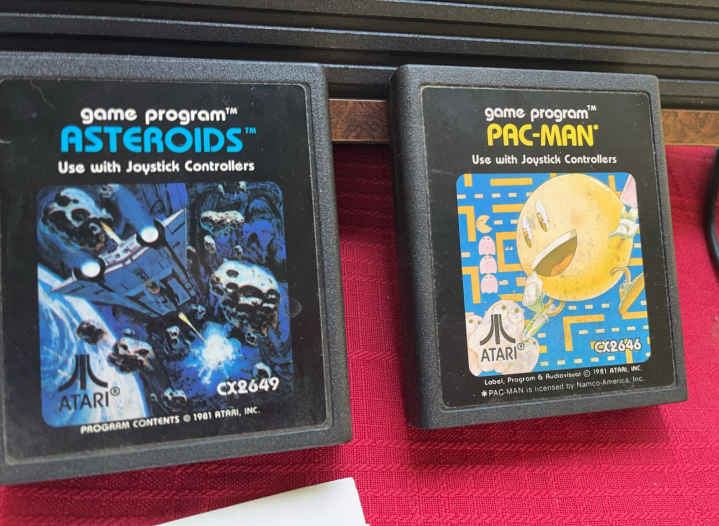 game program™
ASTEROIDS™
Use with Joystick Controllers
ATARI®
CX2649
PROGRAM CONTENTS © 1981 ATARI, INC.
game program™
PAC-MAN®
Use with Joystick Controllers
ATARI®
CX2646
Label, Program & Audiovisual © 1981 ATARI, INC.
✱ PAC-MAN is licensed by Namco-America, Inc.